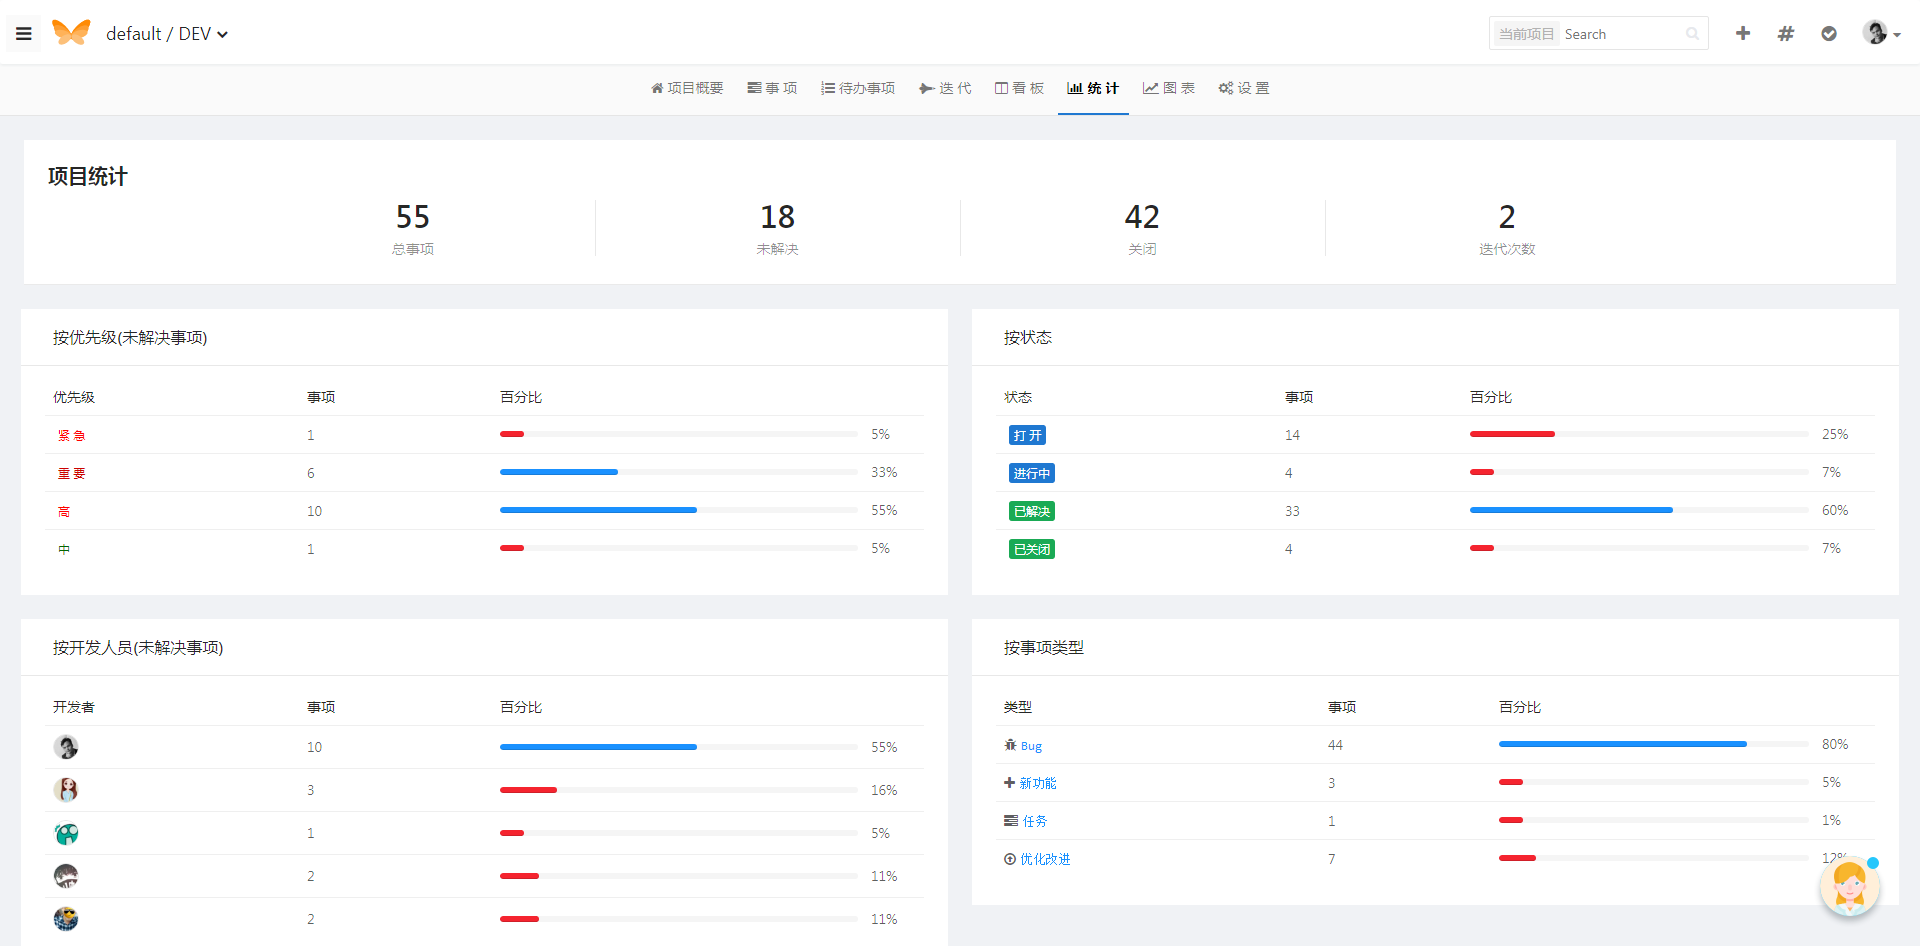 default / DEV
当前项目 Search
项目概要 事 项 待办事项 迭 代 看 板 统 计 图 表 设 置
项目统计
55 18 42 2
总事项 未解决 关闭 迭代次数
按优先级(未解决事项)
优先级 事项 百分比
紧 急 1 5%
重 要 6 33%
高 10 55%
中 1 5%
按状态
状态 事项 百分比
打 开 14 25%
进行中 4 7%
已解决 33 60%
已关闭 4 7%
按开发人员(未解决事项)
开发者 事项 百分比
10 55%
3 16%
1 5%
2 11%
2 11%
按事项类型
类型 事项 百分比
Bug 44 80%
新功能 3 5%
任务 1 1%
优化改进 7 12%